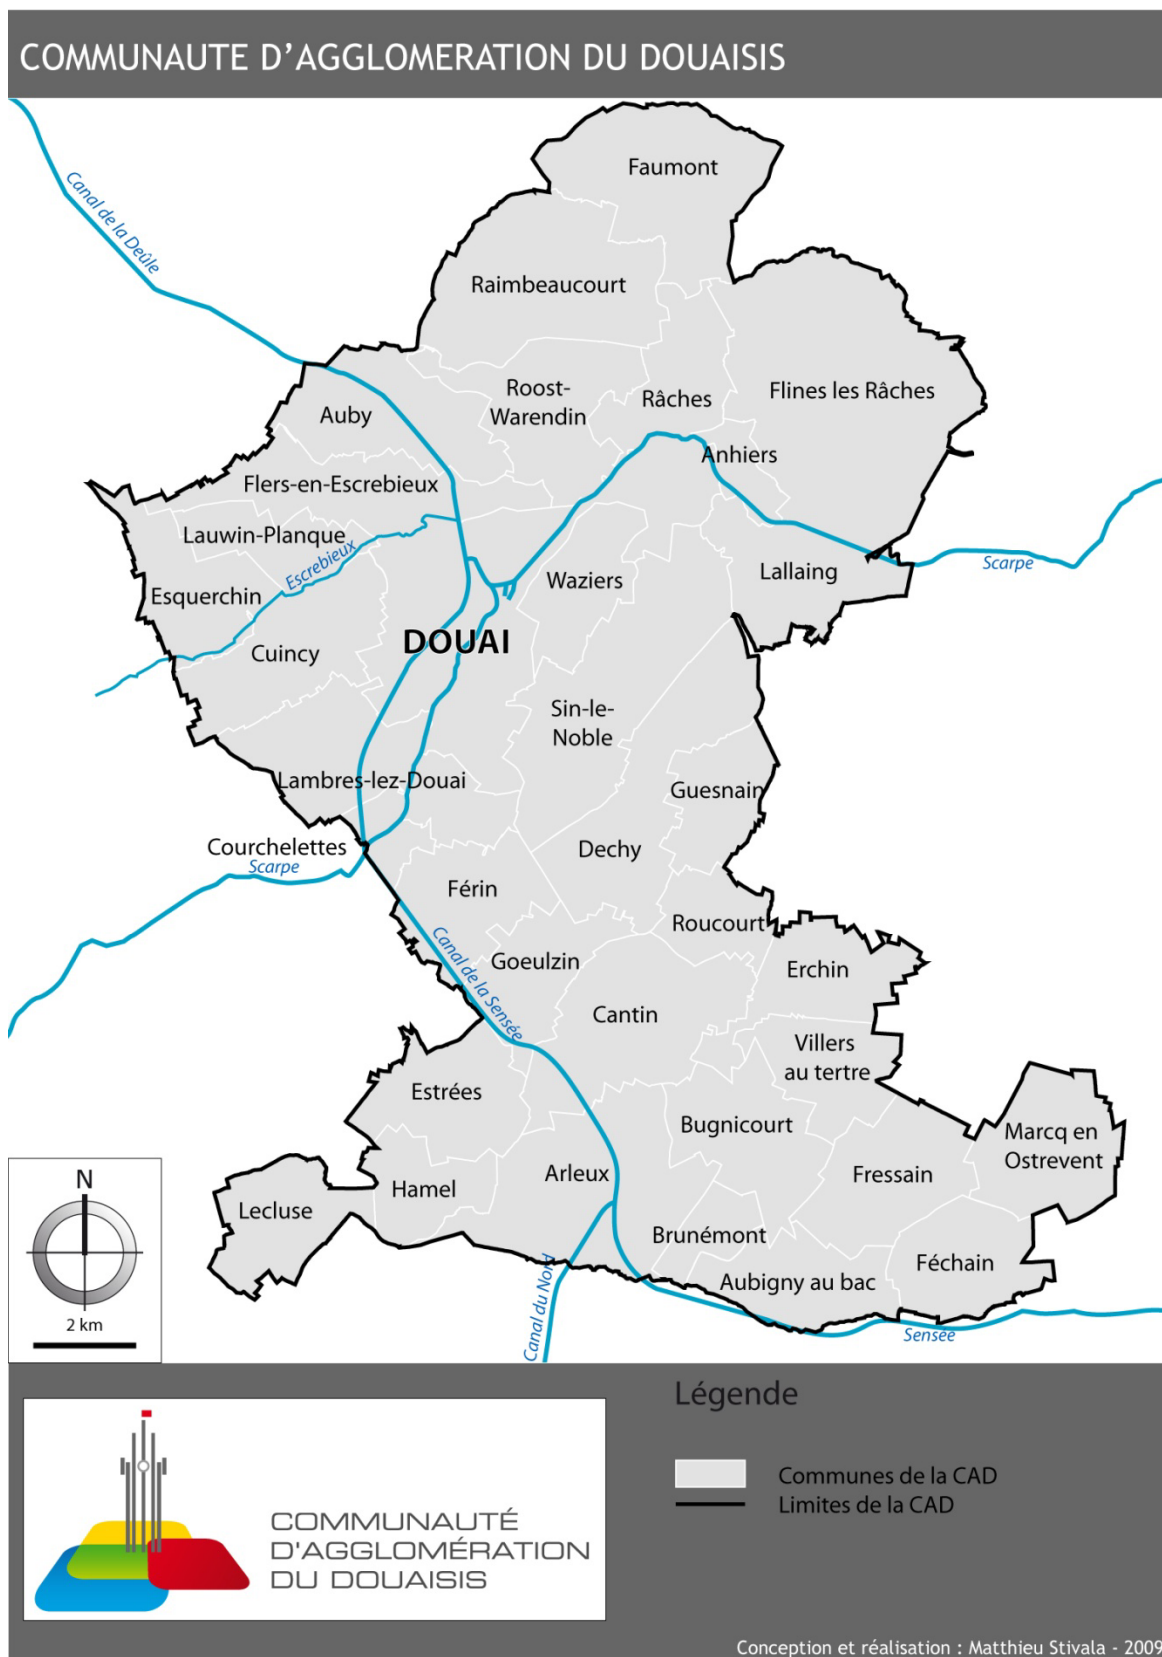 COMMUNAUTE D'AGGLOMERATION DU DOUAISIS
Faumont
Canal de la Deûle
Raimbeaucourt
Roost-
Warendin
Râches
Flines les Râches
Auby
Anhiers
Flers-en-Escrebieux
Lauwin-Planque
Escrebieux
Waziers
Lallaing
Scarpe
Esquerchin
Cuincy
DOUAI
Sin-le-
Noble
Lambres-lez-Douai
Guesnain
Courchelettes
Scarpe
Dechy
Férin
Roucourt
Canal de la Sensée
Goeulzin
Erchin
Cantin
Villers
au tertre
Estrées
Bugnicourt
Marcq en
Ostrevent
Arleux
Fressain
Hamel
Lecluse
Brunémont
Féchain
Aubigny au bac
Canal du Nord
Sensée
N
2 km
Légende
Communes de la CAD
Limites de la CAD
COMMUNAUTÉ
D'AGGLOMÉRATION
DU DOUAISIS
Conception et réalisation : Matthieu Stivala - 2009